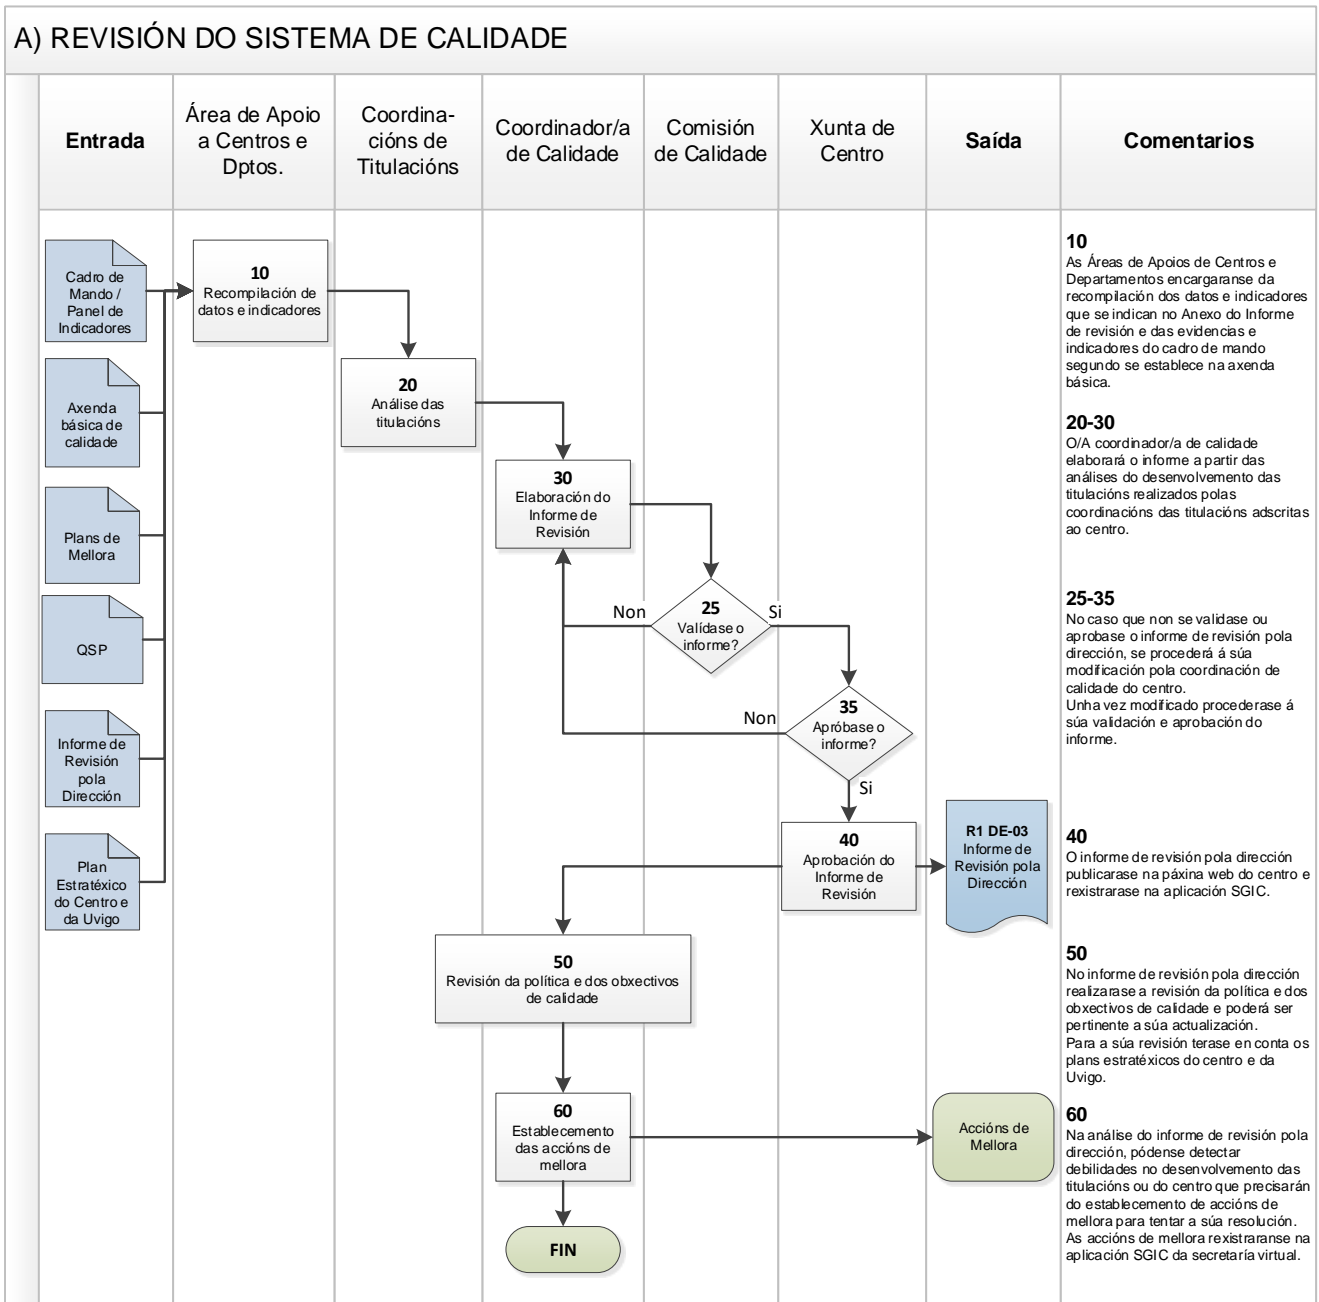 A) REVISIÓN DO SISTEMA DE CALIDADE
Entrada
Área de Apoio
a Centros e
Dptos.
Coordina-
cións de
Titulacións
Coordinador/a
de Calidade
Comisión
de Calidade
Xunta de
Centro
Saída
Comentarios
Cadro de
Mando /
Panel de
Indicadores
Axenda
básica de
calidade
Plans de
Mellora
QSP
Informe de
Revisión
pola
Dirección
Plan
Estratéxico
do Centro e
da Uvigo
10
Recompilación de
datos e indicadores
20
Análise das
titulacións
30
Elaboración do
Informe de
Revisión
Non
25
Valídase o
informe?
Si
Non
35
Apróbase o
informe?
Si
40
Aprobación do
Informe de
Revisión
R1 DE-03
Informe de
Revisión pola
Dirección
50
Revisión da política e dos obxectivos
de calidade
60
Establecemento
das accións de
mellora
Accións de
Mellora
FIN
10
As Áreas de Apoios de Centros e
Departamentos encargaranse da
recompilación dos datos e indicadores
que se indican no Anexo do Informe
de revisión e das evidencias e
indicadores do cadro de mando
segundo se establece na axenda
básica.
20-30
O/A coordinador/a de calidade
elaborará o informe a partir das
análises do desenvolvemento das
titulacións realizados polas
coordinacións das titulacións adscritas
ao centro.
25-35
No caso que non se validase ou
aprobase o informe de revisión pola
dirección, se procederá á súa
modificación pola coordinación de
calidade do centro.
Unha vez modificado procederase á
súa validación e aprobación do
informe.
40
O informe de revisión pola dirección
publicarase na páxina web do centro e
rexistrarase na aplicación SGIC.
50
No informe de revisión pola dirección
realizarase a revisión da política e dos
obxectivos de calidade e poderá ser
pertinente a súa actualización.
Para a súa revisión terase en conta os
plans estratéxicos do centro e da
Uvigo.
60
Na análise do informe de revisión pola
dirección, pódense detectar
debilidades no desenvolvemento das
titulacións ou do centro que precisarán
do establecemento de accións de
mellora para tentar a súa resolución.
As accións de mellora rexistraranse na
aplicación SGIC da secretaría virtual.